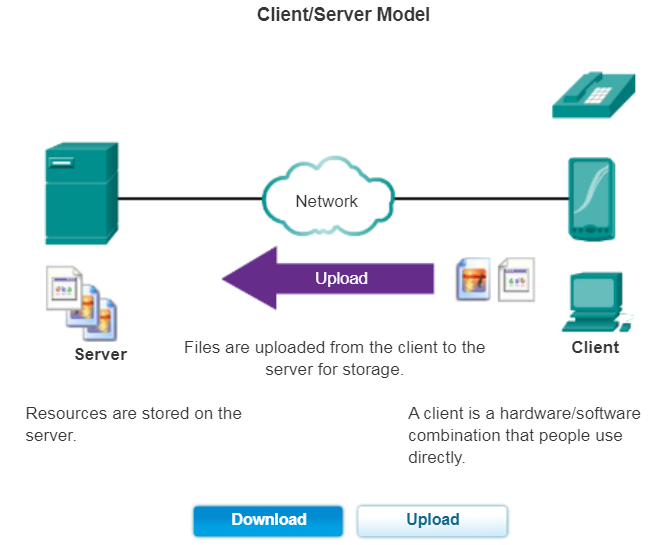 Client/Server Model
Network
Upload
Server
Files are uploaded from the client to the
server for storage.
Client
Resources are stored on the
server.
A client is a hardware/software
combination that people use
directly.
Download
Upload